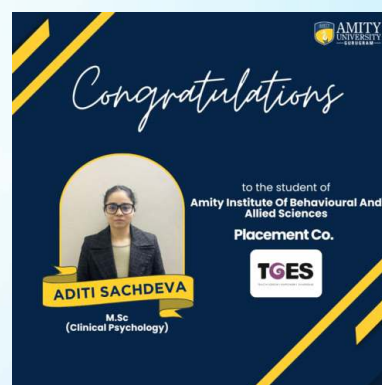 AMITY
UNIVERSITY
GURUGRAM
Congratulations
to the student of
Amity Institute Of Behavioural And
Allied Sciences
Placement Co.
TGES
ADITI SACHDEVA
M.Sc
(Clinical Psychology)